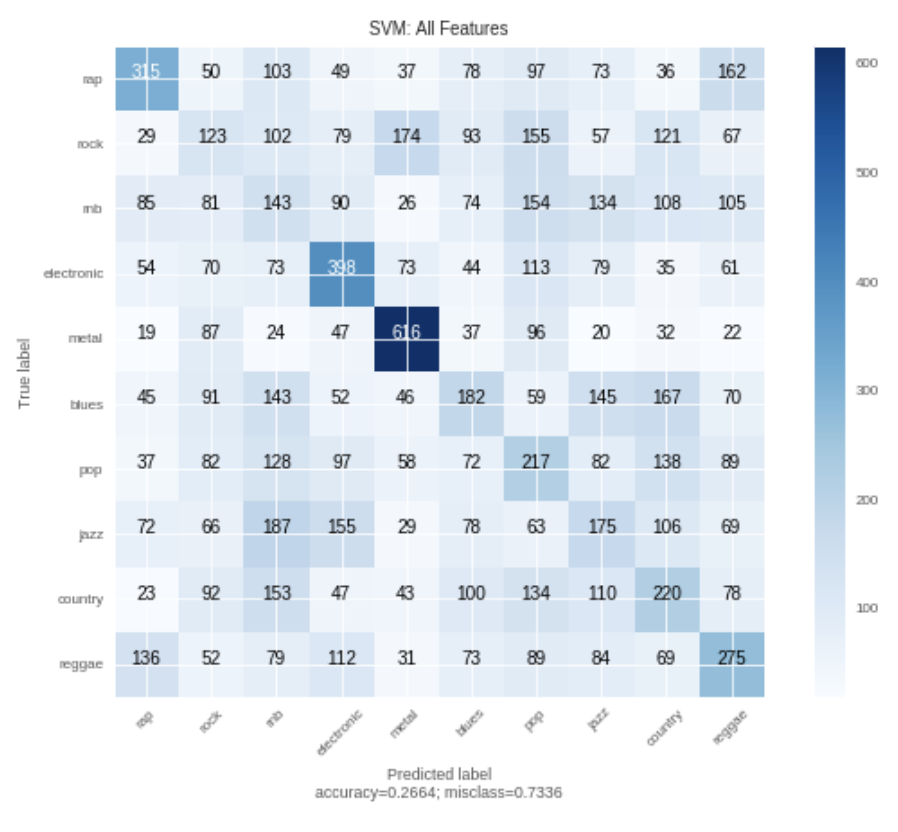 SVM: All Features
rap 315 50 103 49 37 78 97 73 36 162
rock 29 123 102 79 174 93 155 57 121 67
rnb 85 81 143 90 26 74 154 134 108 105
electronic 54 70 73 398 73 44 113 79 35 61
metal 19 87 24 47 616 37 96 20 32 22
blues 45 91 143 52 46 182 59 145 167 70
pop 37 82 128 97 58 72 217 82 138 89
jazz 72 66 187 155 29 78 63 175 106 69
country 23 92 153 47 43 100 134 110 220 78
reggae 136 52 79 112 31 73 89 84 69 275
True label
rap rock rnb electronic metal blues pop jazz country reggae
Predicted label
accuracy=0.2664; misclass=0.7336
600
500
400
300
200
100